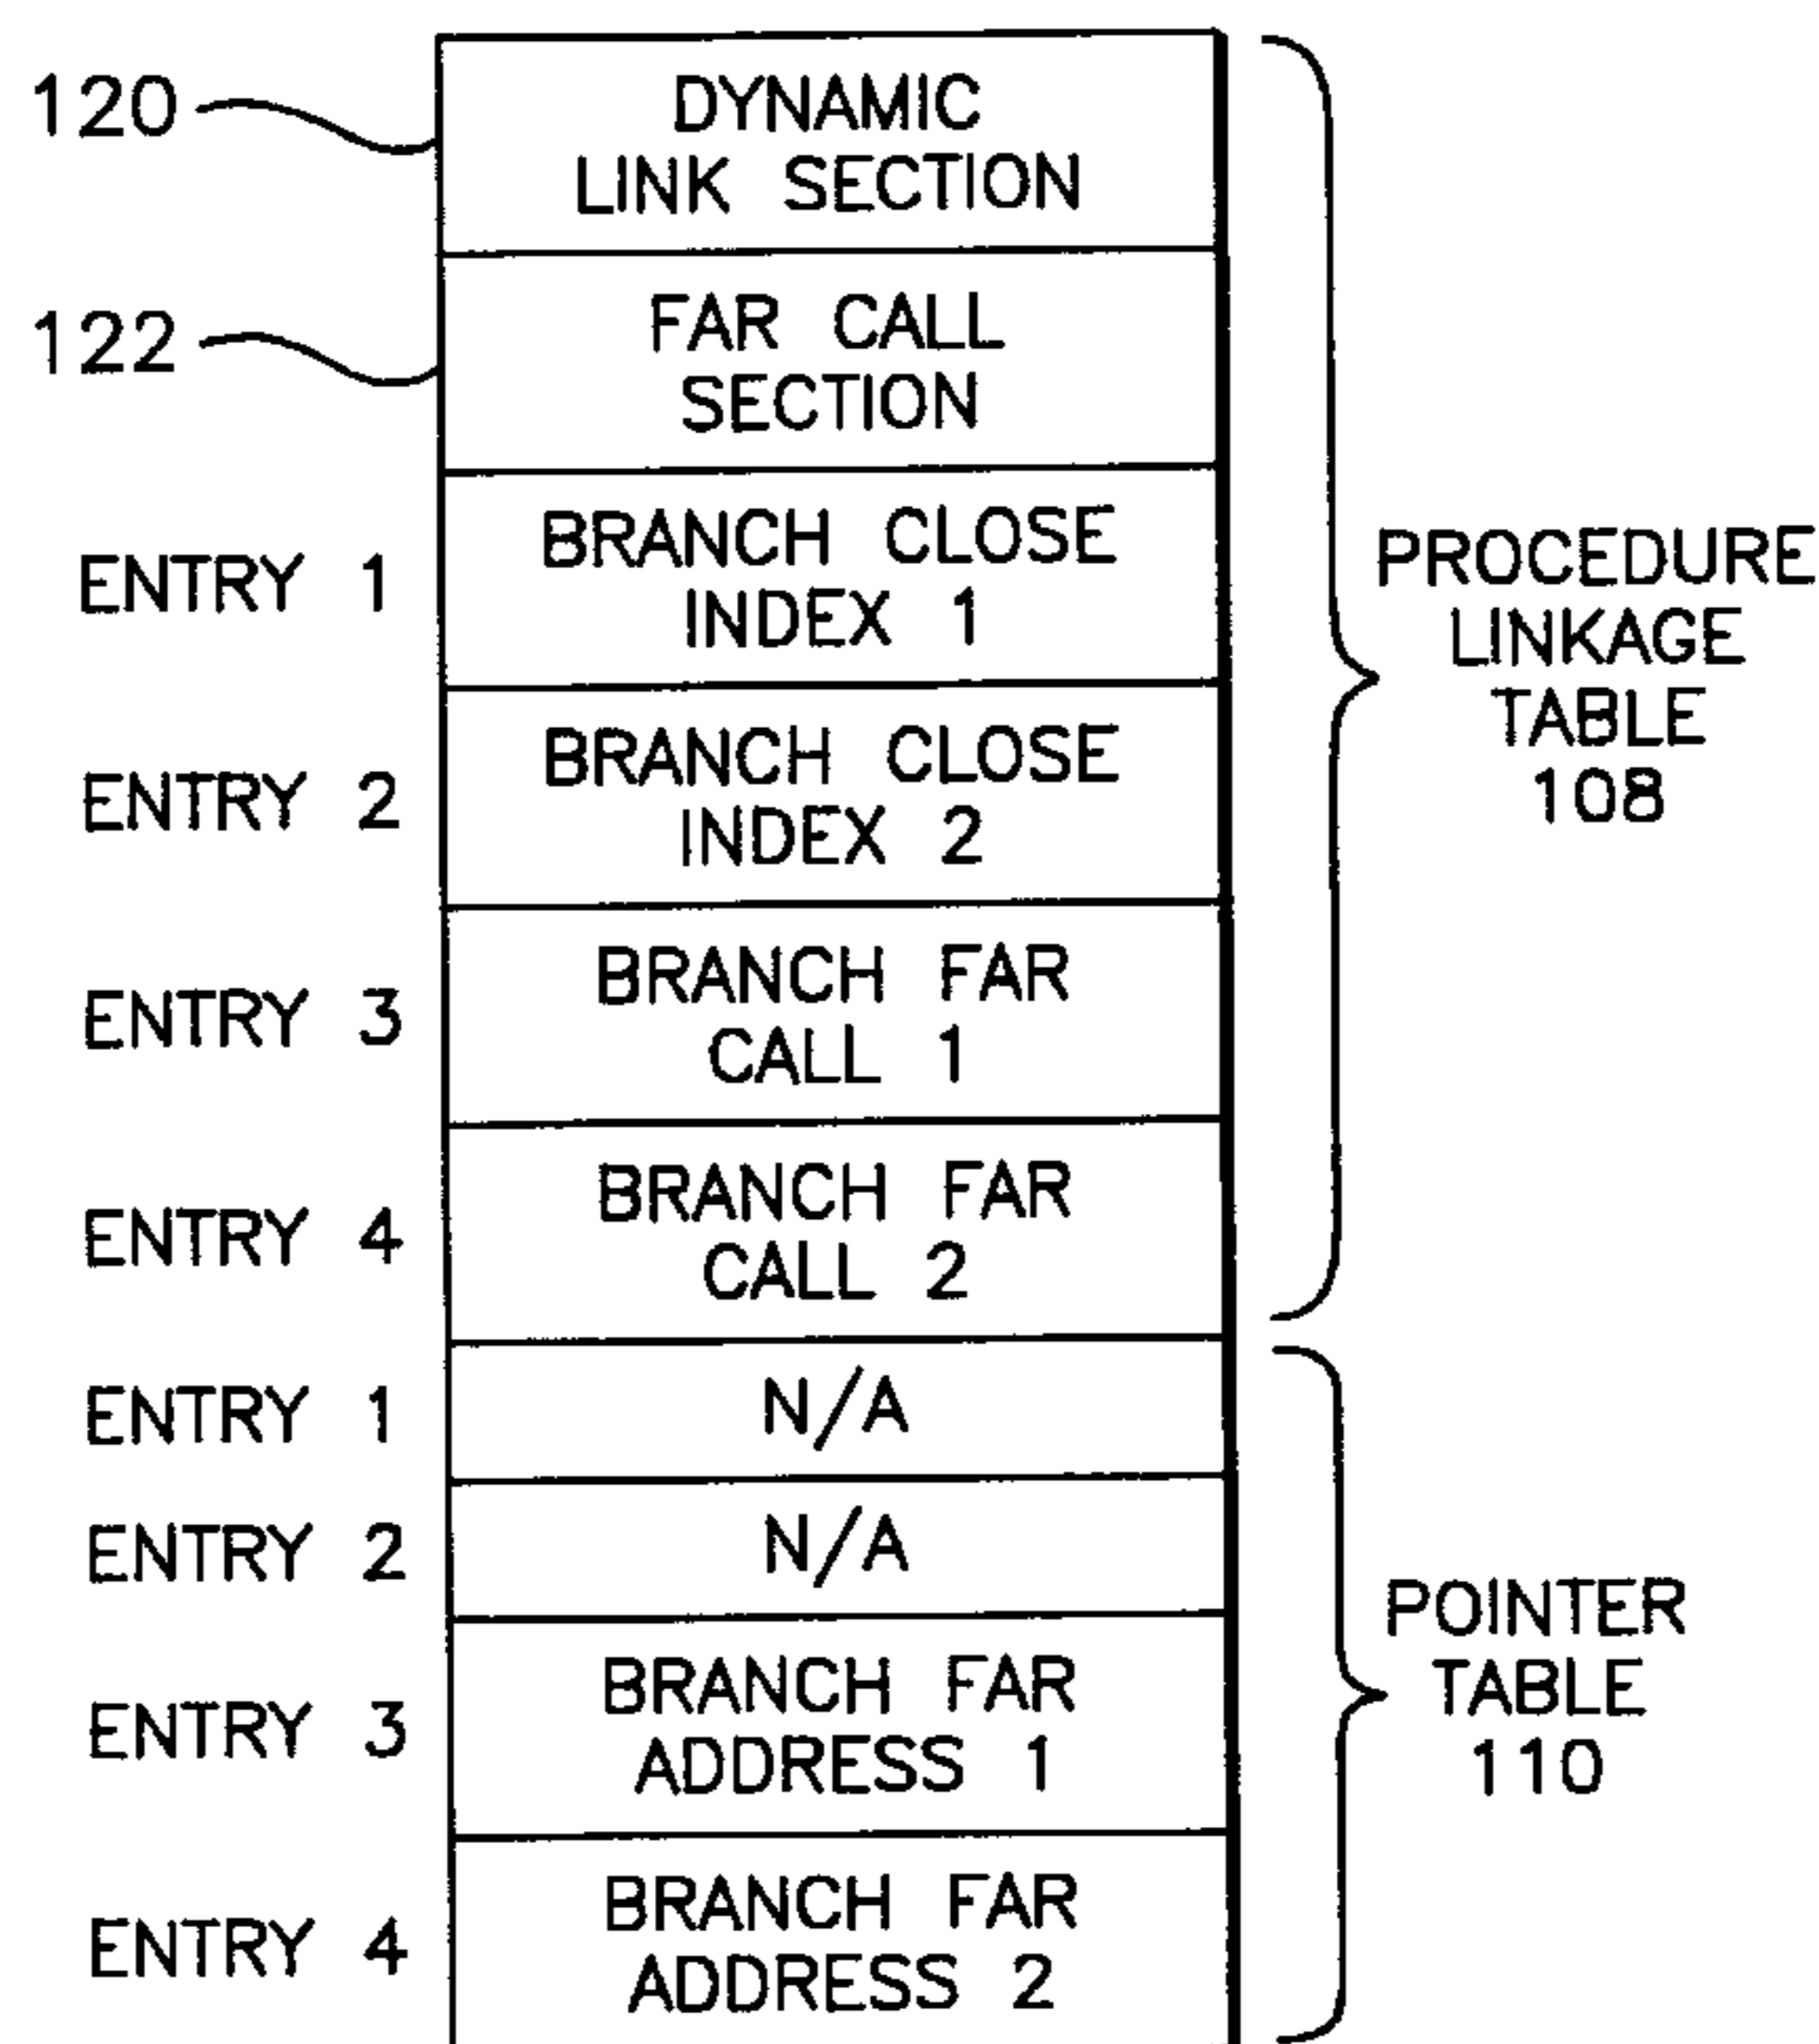 120
DYNAMIC
LINK SECTION
122
FAR CALL
SECTION
ENTRY 1
BRANCH CLOSE
INDEX 1
ENTRY 2
BRANCH CLOSE
INDEX 2
ENTRY 3
BRANCH FAR
CALL 1
ENTRY 4
BRANCH FAR
CALL 2
PROCEDURE
LINKAGE
TABLE
108
ENTRY 1
N/A
ENTRY 2
N/A
ENTRY 3
BRANCH FAR
ADDRESS 1
ENTRY 4
BRANCH FAR
ADDRESS 2
POINTER
TABLE
110